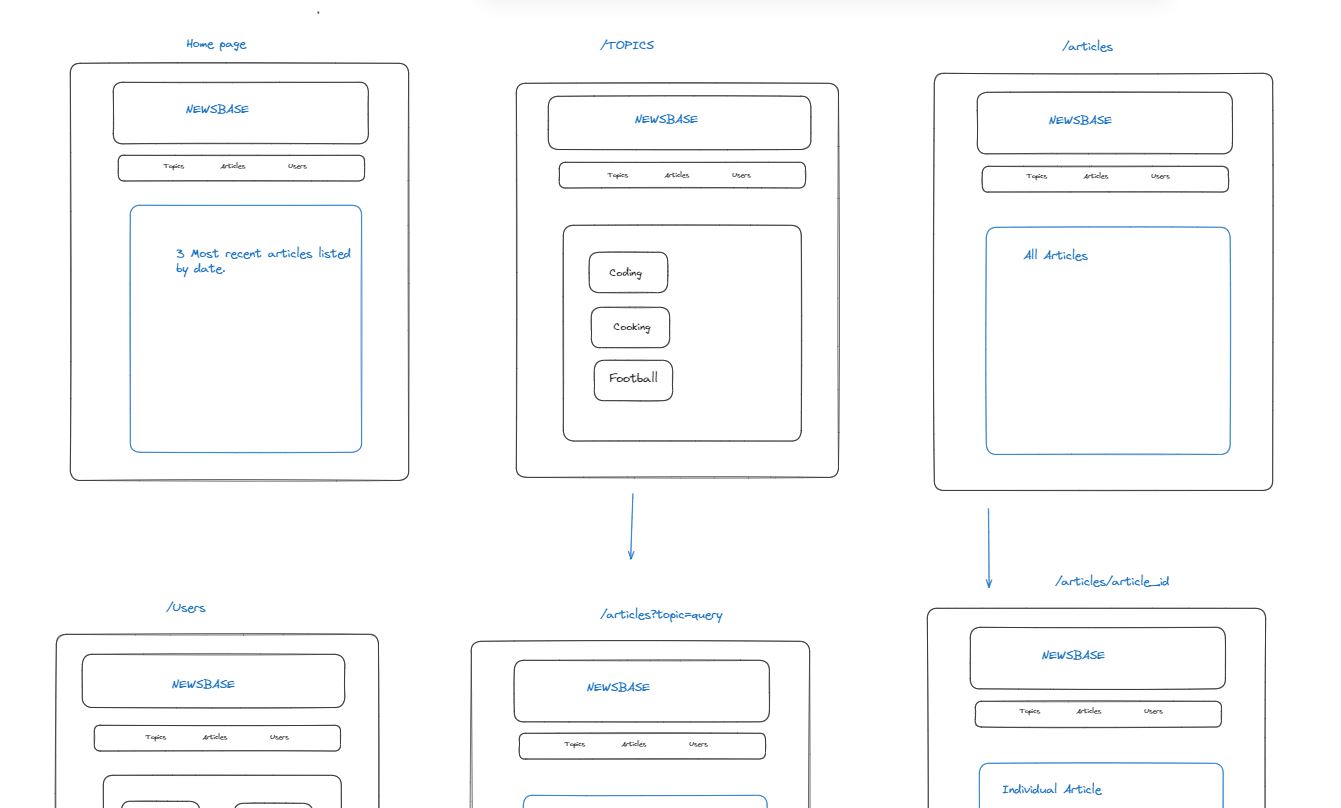 Home page
NEWSBASE
Topics Articles Users
3 Most recent articles listed
by date.
/TOPICS
NEWSBASE
Topics Articles Users
Coding
Cooking
Football
/articles
NEWSBASE
Topics Articles Users
All Articles
/Users
NEWSBASE
Topics Articles Users
/articles?topic=query
NEWSBASE
Topics Articles Users
/articles/article_id
NEWSBASE
Topics Articles Users
Individual Article